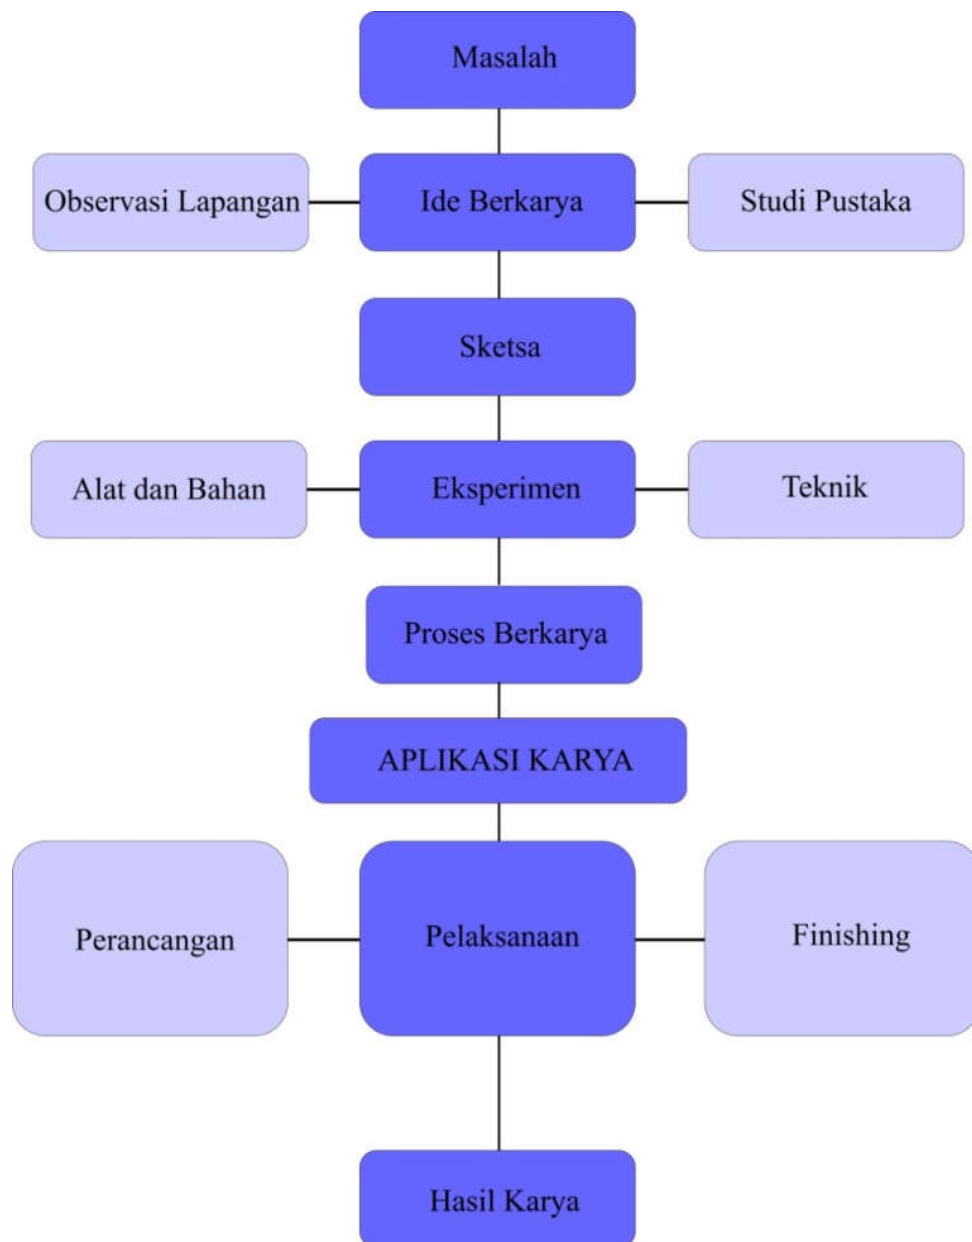 Masalah
Observasi Lapangan
Ide Berkarya
Studi Pustaka
Sketsa
Alat dan Bahan
Eksperimen
Teknik
Proses Berkarya
APLIKASI KARYA
Perancangan
Pelaksanaan
Finishing
Hasil Karya